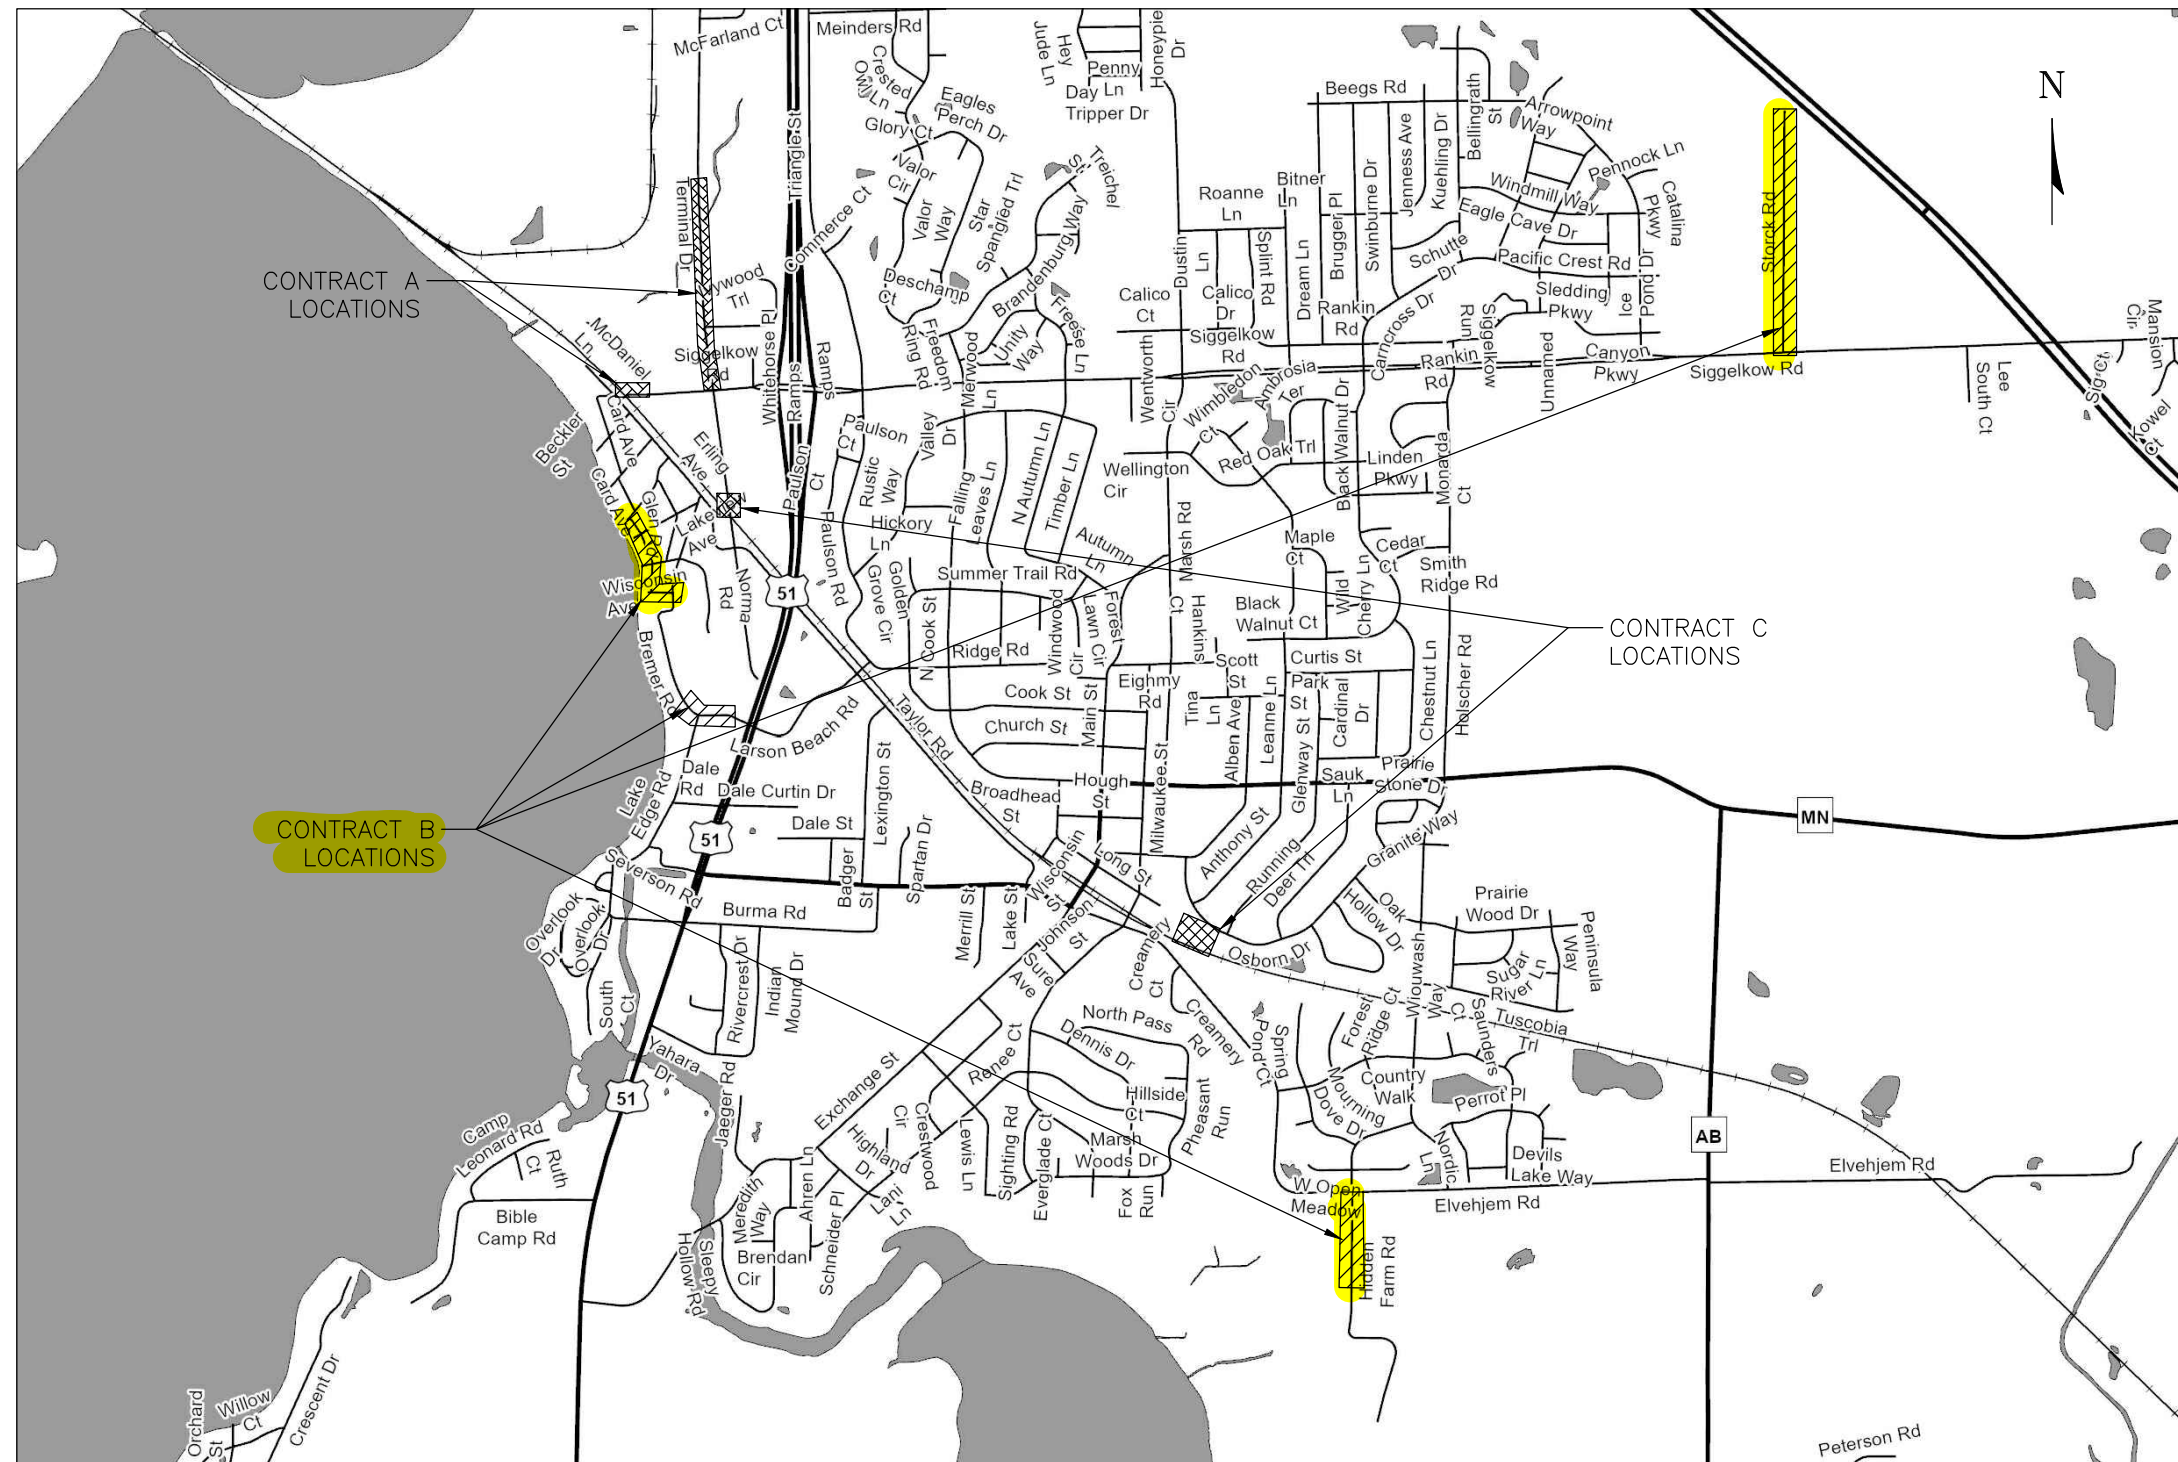 McFarland Ct
Meinders Rd
Crested
Owl Ln
Eagles
Perch Dr
Glory Ct
Hey
Jude Ln
Penny
Day Ln
Tripper Dr
Honeypie
Dr
Beegs Rd
Bellingrath
St
Arrowpoint
Way
N
Triangle St
Valor
Cir
Valor
Way
Star
Spangled Trl
Treichel
St
Roanne
Ln
Bitner
Ln
Brugger Pl
Swinburne Dr
Jenness Ave
Kuehling Dr
Pennock Ln
Windmill Way
Catalina
Pkwy
Eagle Cave Dr
Storck Rd
Terminal Dr
Commerce Ct
Brandenburg Way
Dustin
Ln
Splint Rd
Dream Ln
Schutte
Dr
Pacific Crest Rd
CONTRACT A
LOCATIONS
Trl
Deschamp
Ct
Calico
Ct
Calico
Dr
Rankin
Rd
Carncross Dr
Siggelkow
Run
Sledding
Pkwy
Ice
Pond Dr
Mansion
Cir
McDaniel
Ln
Siggelkow
Whitehorse Pl
Ramps
Ramps
Freedom
Ring Rd
Merwood
Ln
Unity
Way
Freese Ln
Siggelkow
Rd
Wentworth
Cir
Wimbledon
Ct
Ambrosia
Ter
Rankin
Rd
Unnamed
Canyon
Pkwy
Siggelkow Rd
Lee
South Ct
Kowel
Ct
Beckler
St
Card Ave
Erling
Ave
Paulson
Ct
Paulson
Ct
Rustic
Way
Valley
Dr
Falling
Leaves Ln
N Autumn Ln
Timber Ln
Wellington
Cir
Red Oak Trl
Black Walnut Dr
Linden
Pkwy
Monarda
Ct
Card Ave
Glen Rd
Lake
Ave
Hickory
Ln
Paulson Rd
Autumn
Ln
Marsh Rd
Maple
Ct
Cedar
Ct
Smith
Ridge Rd
Wisconsin
Ave
Norma
Rd
51
Golden
Grove Cir
Summer Trail Rd
Windwood
Cir
Lawn Cir
Forest
Ct
Hankins
Black
Walnut Ct
Wild
Cherry Ln
CONTRACT C
LOCATIONS
Bremer Rd
N Cook St
Ridge Rd
Eighmy
Rd
Scott
St
Curtis St
Park
St
Chestnut Ln
Holscher Rd
Cook St
Church St
Main St
Tina
Ln
Alben Ave
Leanne Ln
Glenway St
Cardinal
Dr
Larson Beach Rd
Taylor Rd
Dale
Rd
Dale Curtin Dr
Lake
Edge Rd
Lexington St
Hough
St
Broadhead
St
Milwaukee St
Sauk
Ln
Prairie
Stone Dr
MN
CONTRACT B
LOCATIONS
51
Dale St
Badger
St
Spartan Dr
Wisconsin
St
Long St
Anthony St
Running
Deer Trl
Granite Way
Severson Rd
Burma Rd
Merrill St
Lake St
Johnson
St
Oak
Hollow Dr
Prairie
Wood Dr
Peninsula
Way
Overlook
Dr
Overlook
Dr
Rivercrest Dr
Indian
Mound Dr
Sure
Ave
Creamery
Ct
Osborn Dr
Sugar
River Ln
Wiouwash
Way
South
Ct
Creamery
Spring
Pond Ct
Forest
Ridge Ct
Saunders
Ct
Tuscobia
Trl
Yahara
Dr
Jaeger Rd
Exchange St
Renee Ct
North Pass
Rd
Dennis Dr
Hillside
Ct
Pheasant
Run
Mourning
Dove Dr
Country
Walk
Perrot Pl
51
Camp
Leonard Rd
Ruth
Ct
Highland
Dr
Crestwood
Cir
Lewis Ln
Sighting Rd
Everglade Ct
Marsh
Woods Dr
Nordic
Ln
Devils
Lake Way
AB
Elvehjem Rd
Bible
Camp Rd
Meredith
Way
Ahren Ln
Schneider Pl
Lani
Ln
Fox
Run
W Open
Meadow
Elvehjem Rd
Sleepy
Hollow Rd
Brendan
Cir
Hidden
Farm Rd
Orchard
St
Willow
Ct
Crescent Dr
Peterson Rd